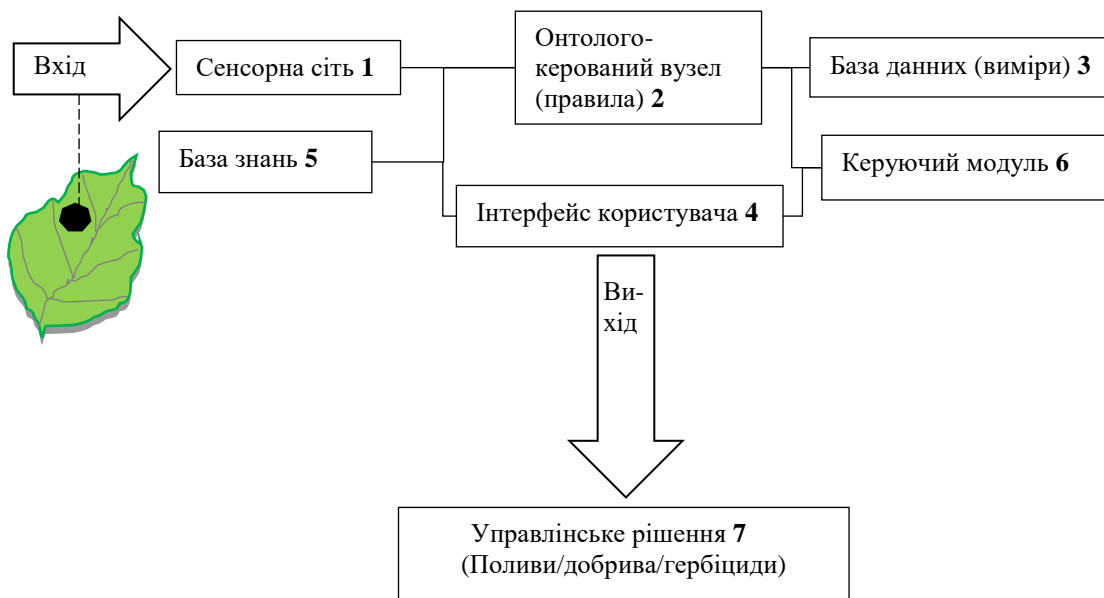 Вхід
Сенсорна сіть 1
Онтолого-
керований вузел
(правила) 2
База данних (виміри) 3
База знань 5
Керуючий модуль 6
Інтерфейс користувача 4
Ви-
хід
Управлінське рішення 7
(Поливи/добрива/гербіциди)